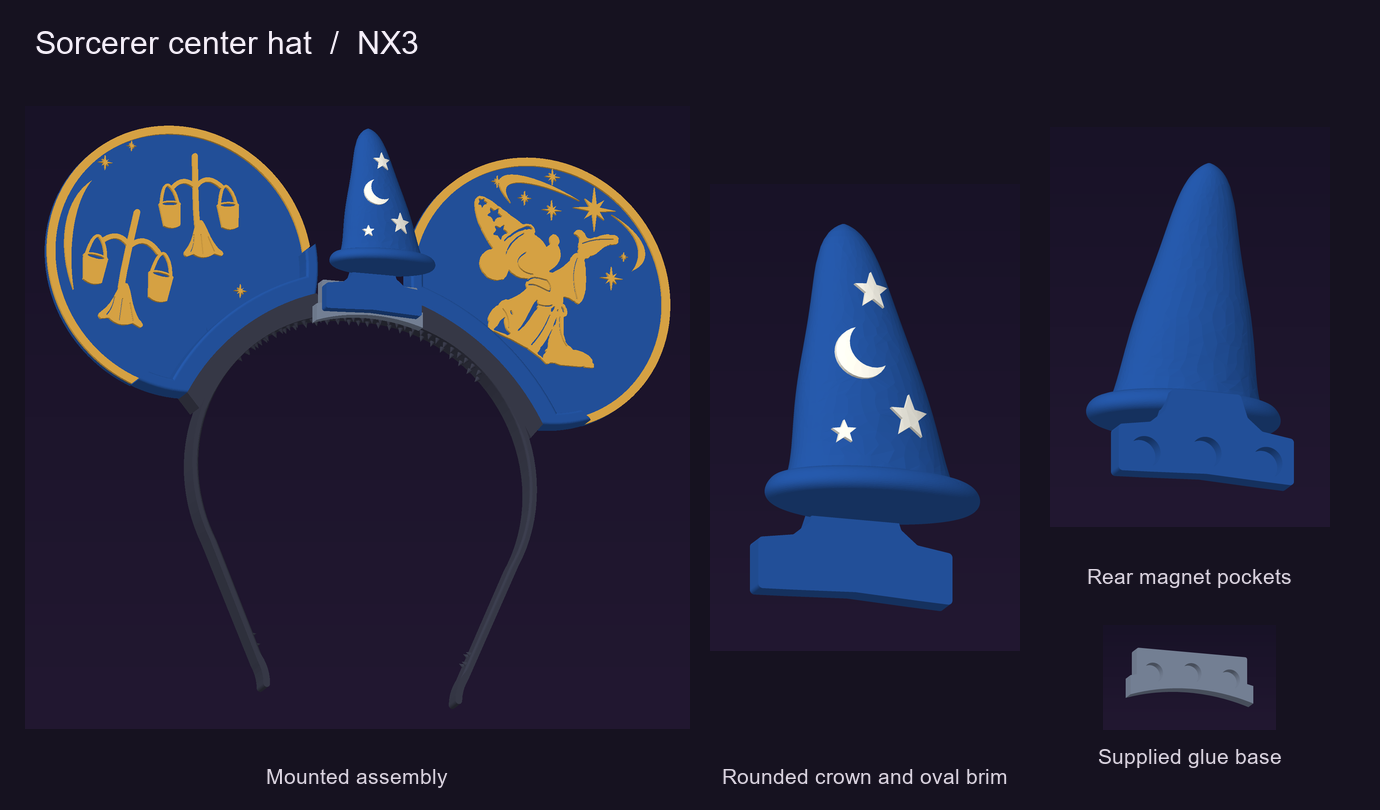 Sorcerer center hat / NX3
Mounted assembly
Rounded crown and oval brim
Rear magnet pockets
Supplied glue base